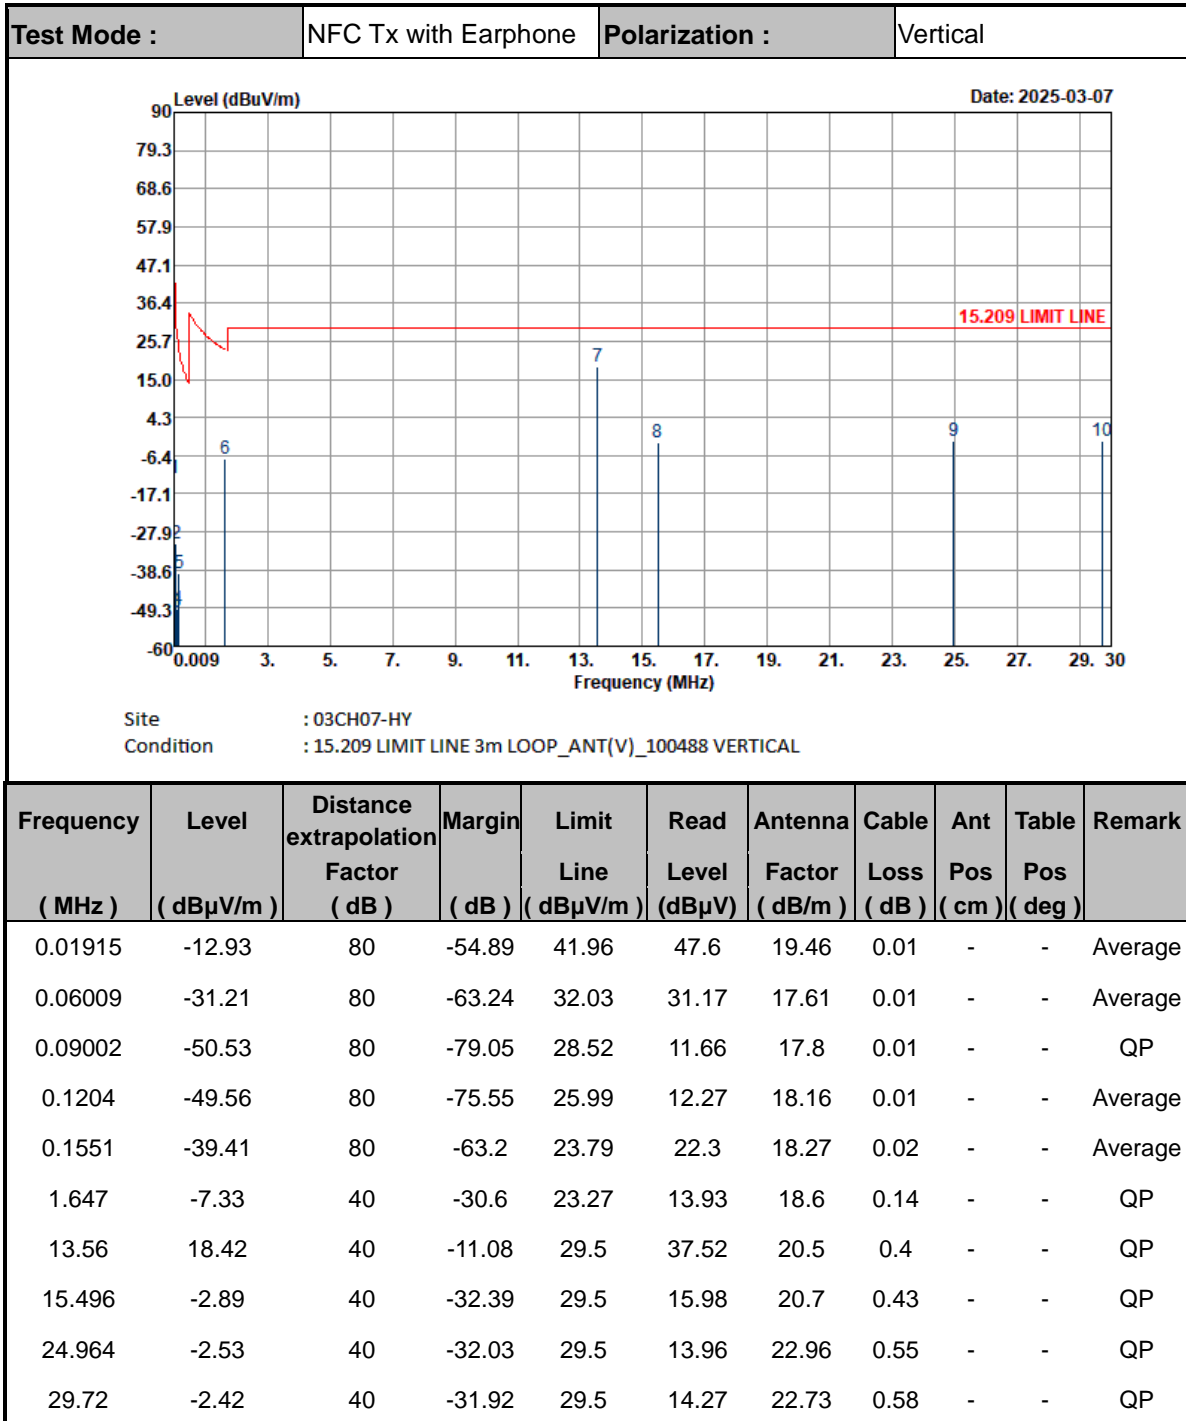 Test Mode : NFC Tx with Earphone Polarization : Vertical
Level (dBuV/m) Date: 2025-03-07
90
79.3
68.6
57.9
47.1
36.4
15.209 LIMIT LINE
25.7
7
15.0
4.3
8 9 10
6
-6.4
1
-17.1
-27.9
2
5
-38.6
4
-49.3
-60
0.009 3. 5. 7. 9. 11. 13. 15. 17. 19. 21. 23. 25. 27. 29. 30
Frequency (MHz)
Site : 03CH07-HY
Condition : 15.209 LIMIT LINE 3m LOOP_ANT(V)_100488 VERTICAL
Frequency Level Distance extrapolation Margin Limit Read Antenna Cable Ant Table Remark
Factor Line Level Factor Loss Pos Pos
( MHz ) ( dBµV/m ) ( dB ) ( dB ) ( dBµV/m ) (dBµV) ( dB/m ) ( dB ) ( cm ) ( deg )
0.01915 -12.93 80 -54.89 41.96 47.6 19.46 0.01 - - Average
0.06009 -31.21 80 -63.24 32.03 31.17 17.61 0.01 - - Average
0.09002 -50.53 80 -79.05 28.52 11.66 17.8 0.01 - - QP
0.1204 -49.56 80 -75.55 25.99 12.27 18.16 0.01 - - Average
0.1551 -39.41 80 -63.2 23.79 22.3 18.27 0.02 - - Average
1.647 -7.33 40 -30.6 23.27 13.93 18.6 0.14 - - QP
13.56 18.42 40 -11.08 29.5 37.52 20.5 0.4 - - QP
15.496 -2.89 40 -32.39 29.5 15.98 20.7 0.43 - - QP
24.964 -2.53 40 -32.03 29.5 13.96 22.96 0.55 - - QP
29.72 -2.42 40 -31.92 29.5 14.27 22.73 0.58 - - QP